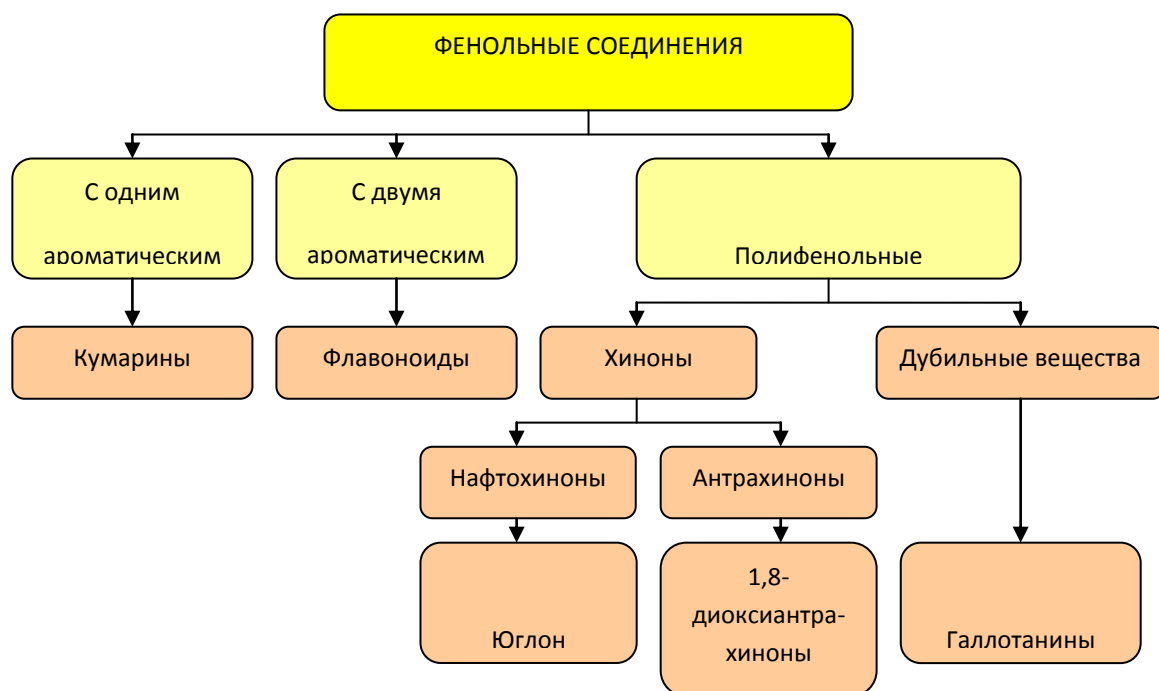 ФЕНОЛЬНЫЕ СОЕДИНЕНИЯ
С одним
ароматическим
С двумя
ароматическим
Полифенольные
Кумарины
Флавоноиды
Хиноны
Дубильные вещества
Нафтохиноны
Антрахиноны
Юглон
1,8-
диоксиантра-
хиноны
Галлотанины